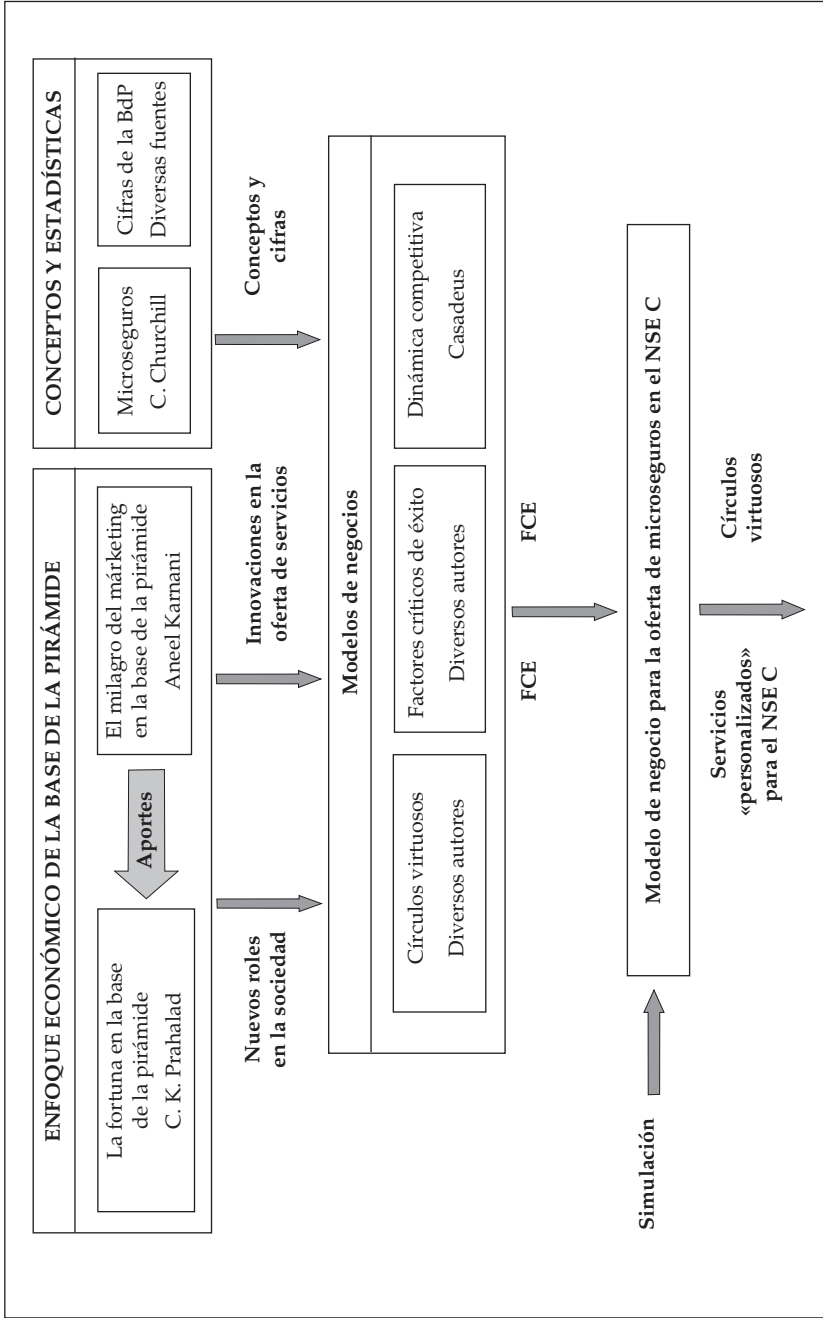 ENFOQUE ECONÓMICO DE LA BASE DE LA PIRÁMIDE
La fortuna en la base
de la pirámide
C. K. Prahalad
Aportes
El milagro del márketing
en la base de la pirámide
Aneel Karnani
CONCEPTOS Y ESTADÍSTICAS
Microseguros
C. Churchill
Cifras de la BdP
Diversas fuentes
Nuevos roles
en la sociedad
Innovaciones en la
oferta de servicios
Conceptos y
cifras
Modelos de negocios
Círculos virtuosos
Diversos autores
Factores críticos de éxito
Diversos autores
Dinámica competitiva
Casadeus
FCE
FCE
Simulación
Modelo de negocio para la oferta de microseguros en el NSE C
Servicios
«personalizados»
para el NSE C
Círculos
virtuosos